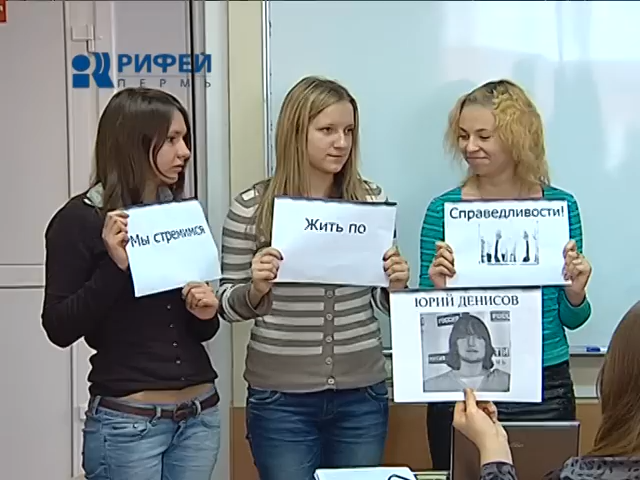 РИФЕЙ
ПЕРМЬ
Мы стремимся
Жить по
Справедливости!
ЮРИЙ ДЕНИСОВ